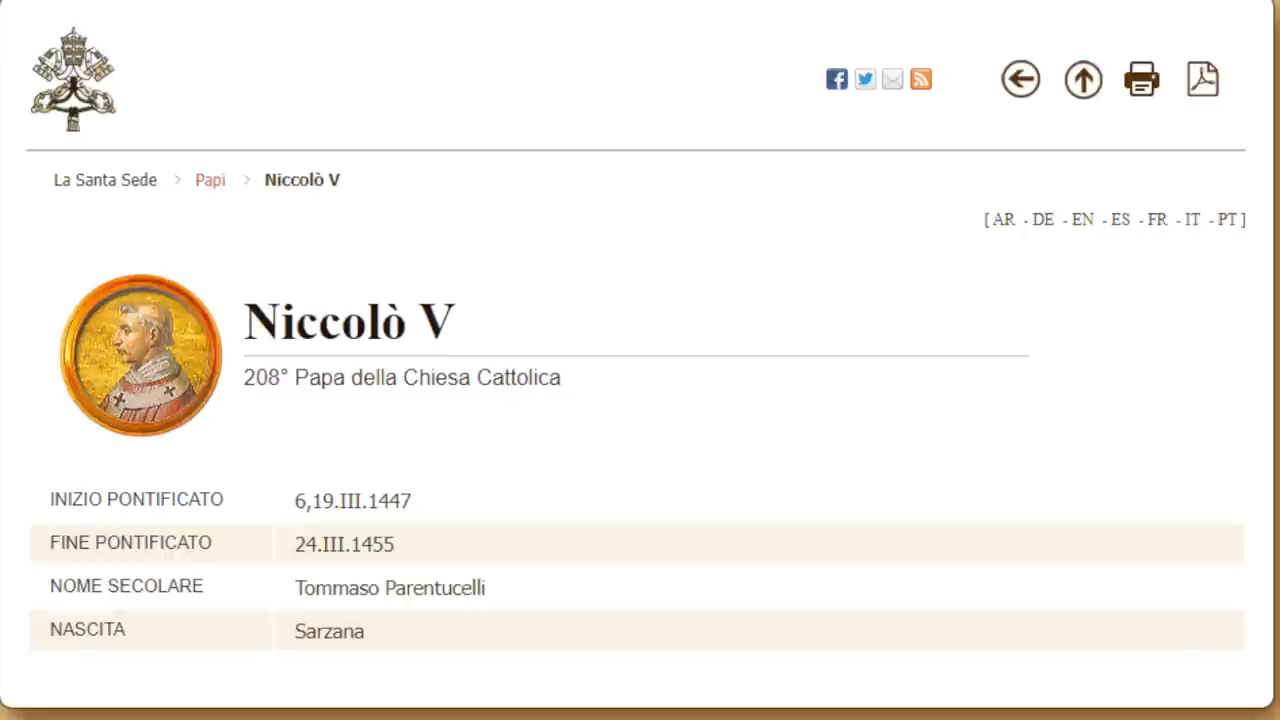 La Santa Sede > Papi > Niccolò V
[ AR - DE - EN - ES - FR - IT - PT ]
Niccolò V
208° Papa della Chiesa Cattolica
INIZIO PONTIFICATO 6,19.III.1447
FINE PONTIFICATO 24.III.1455
NOME SECOLARE Tommaso Parentucelli
NASCITA Sarzana